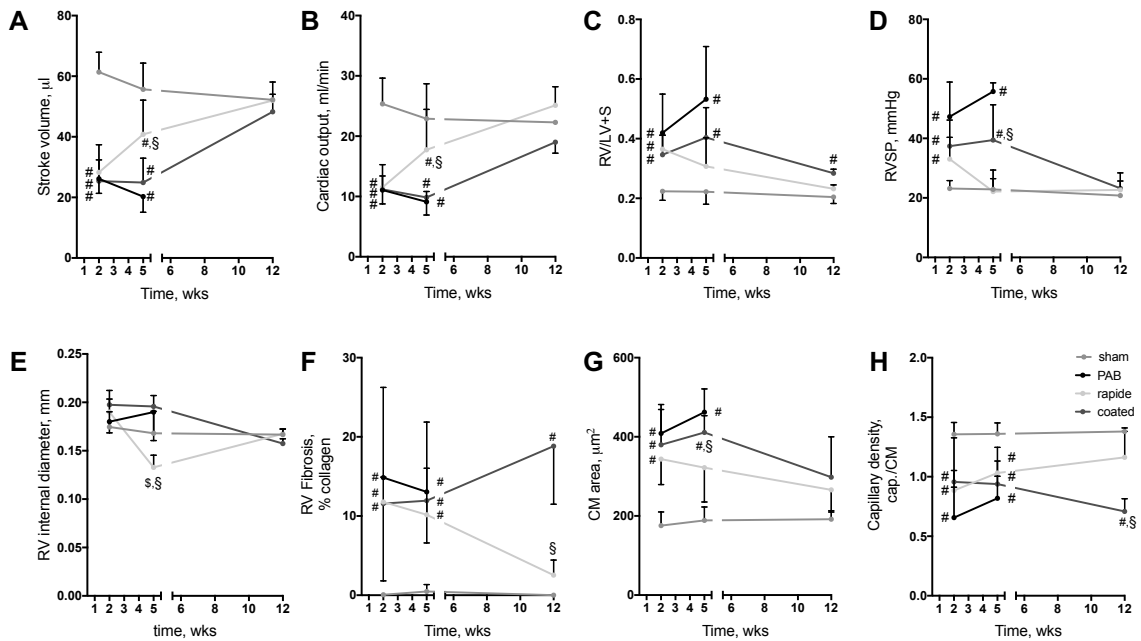 A
Stroke volume, µl
80
60
40
20
0
#
#
#
#,§
#
#
1 2 3 4 5 6 8 10 12
Time, wks
B
Cardiac output, ml/min
40
30
20
10
0
#
#
#
#,§
#
#
1 2 3 4 5 6 8 10 12
Time, wks
C
RV/LV+S
0.8
0.6
0.4
0.2
0.0
#
#
#
#
#
#
1 2 3 4 5 6 8 10 12
Time, wks
D
RVSP, mmHg
80
60
40
20
0
#
#
#
#
#,§
1 2 3 4 5 6 8 10 12
Time, wks
E
RV internal diameter, mm
0.25
0.20
0.15
0.10
0.05
0.00
$,§
1 2 3 4 5 6 8 10 12
time, wks
F
RV Fibrosis,
% collagen
30
20
10
0
#
#
#
#
#
#
#
§
1 2 3 4 5 6 8 10 12
Time, wks
G
CM area, µm2
600
400
200
0
#
#
#
#
#,§
1 2 3 4 5 6 8 10 12
Time, wks
H
Capillary density,
cap./CM
2.0
1.5
1.0
0.5
0.0
sham
PAB
rapide
coated
#
#
#
#
#
#
#,§
1 2 3 4 5 6 8 10 12
Time, wks